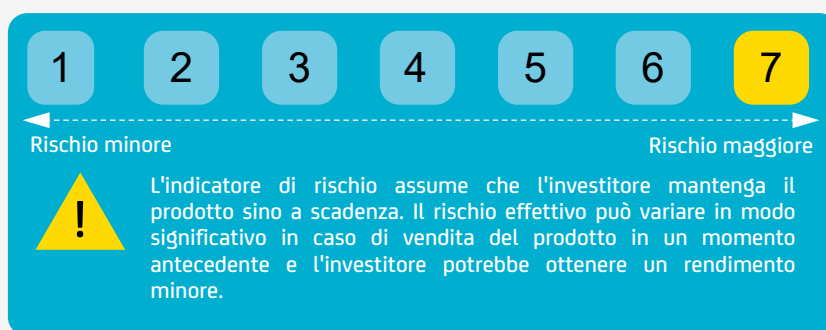 1 2 3 4 5 6 7
Rischio minore Rischio maggiore
! L'indicatore di rischio assume che l'investitore mantenga il
prodotto sino a scadenza. Il rischio effettivo può variare in modo
significativo in caso di vendita del prodotto in un momento
antecedente e l'investitore potrebbe ottenere un rendimento
minore.